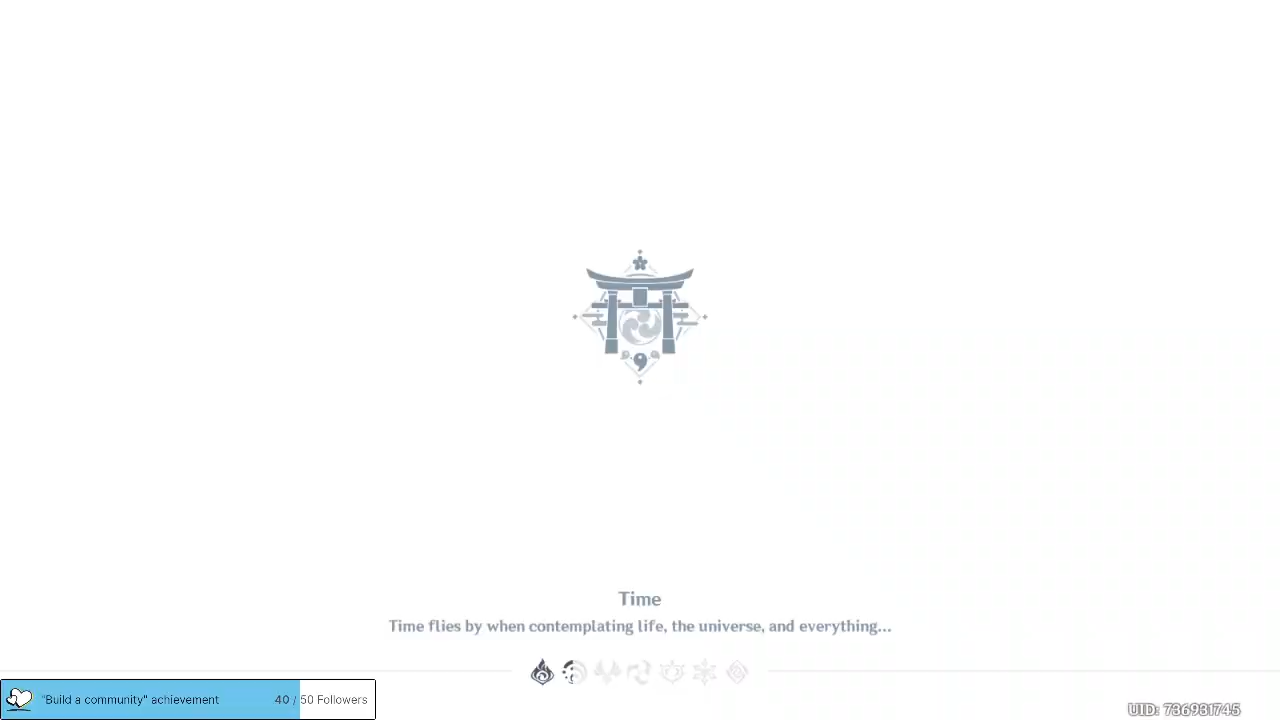 Time
Time flies by when contemplating life, the universe, and everything...
"Build a community" achievement 40 / 50 Followers
UID: 736981745